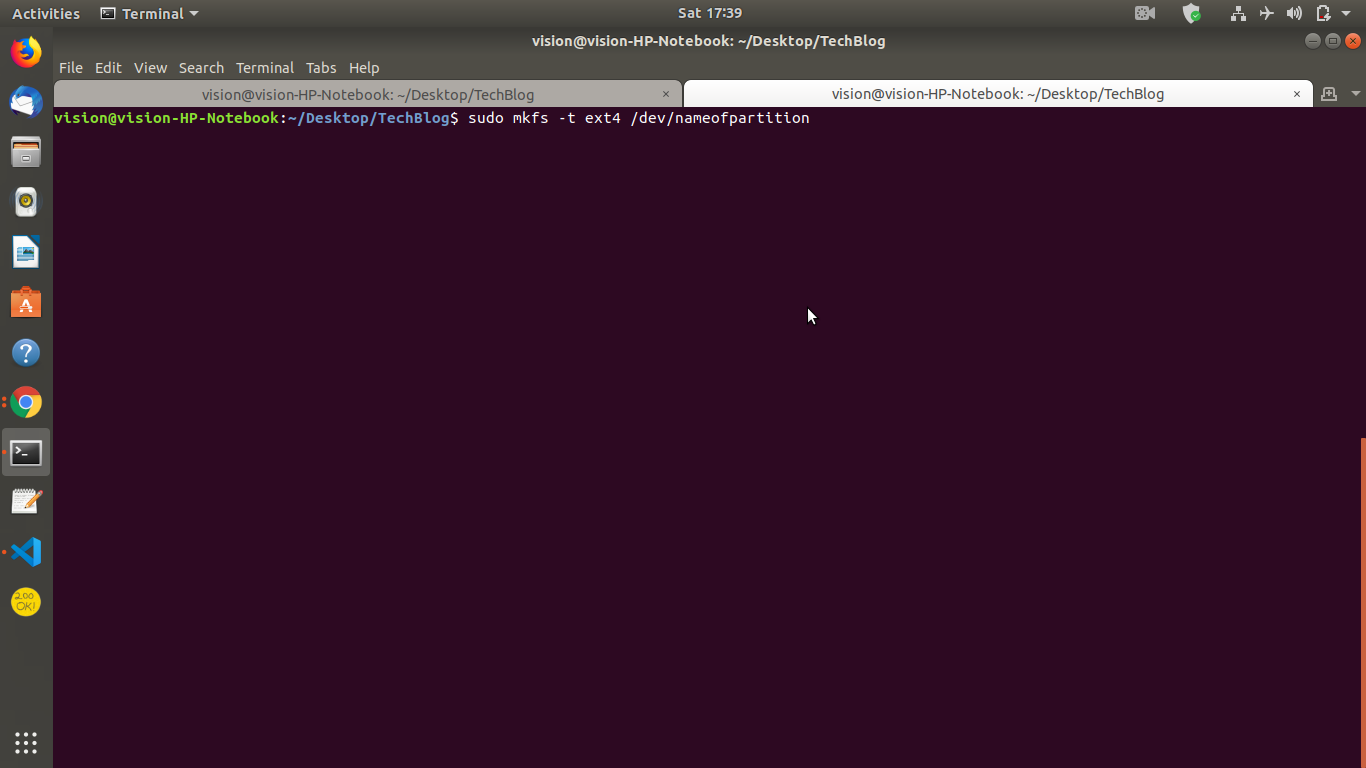 Activities Terminal Sat 17:39
vision@vision-HP-Notebook: ~/Desktop/TechBlog
File Edit View Search Terminal Tabs Help
vision@vision-HP-Notebook: ~/Desktop/TechBlog × vision@vision-HP-Notebook: ~/Desktop/TechBlog ×
vision@vision-HP-Notebook:~/Desktop/TechBlog$ sudo mkfs -t ext4 /dev/nameofpartition
200
OK!